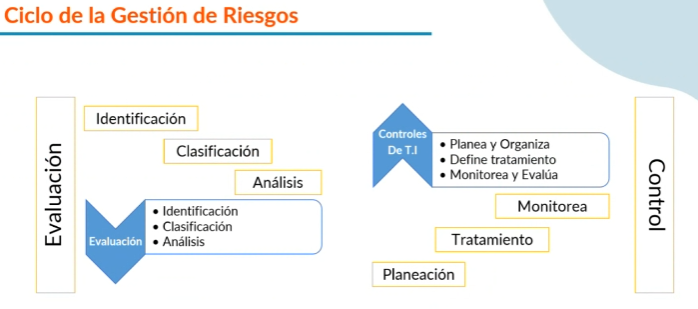 Ciclo de la Gestión de Riesgos
Evaluación
Identificación
Clasificación
Análisis
Evaluación
• Identificación
• Clasificación
• Análisis
Controles
De T.I
• Planea y Organiza
• Define tratamiento
• Monitorea y Evalúa
Monitorea
Tratamiento
Planeación
Control